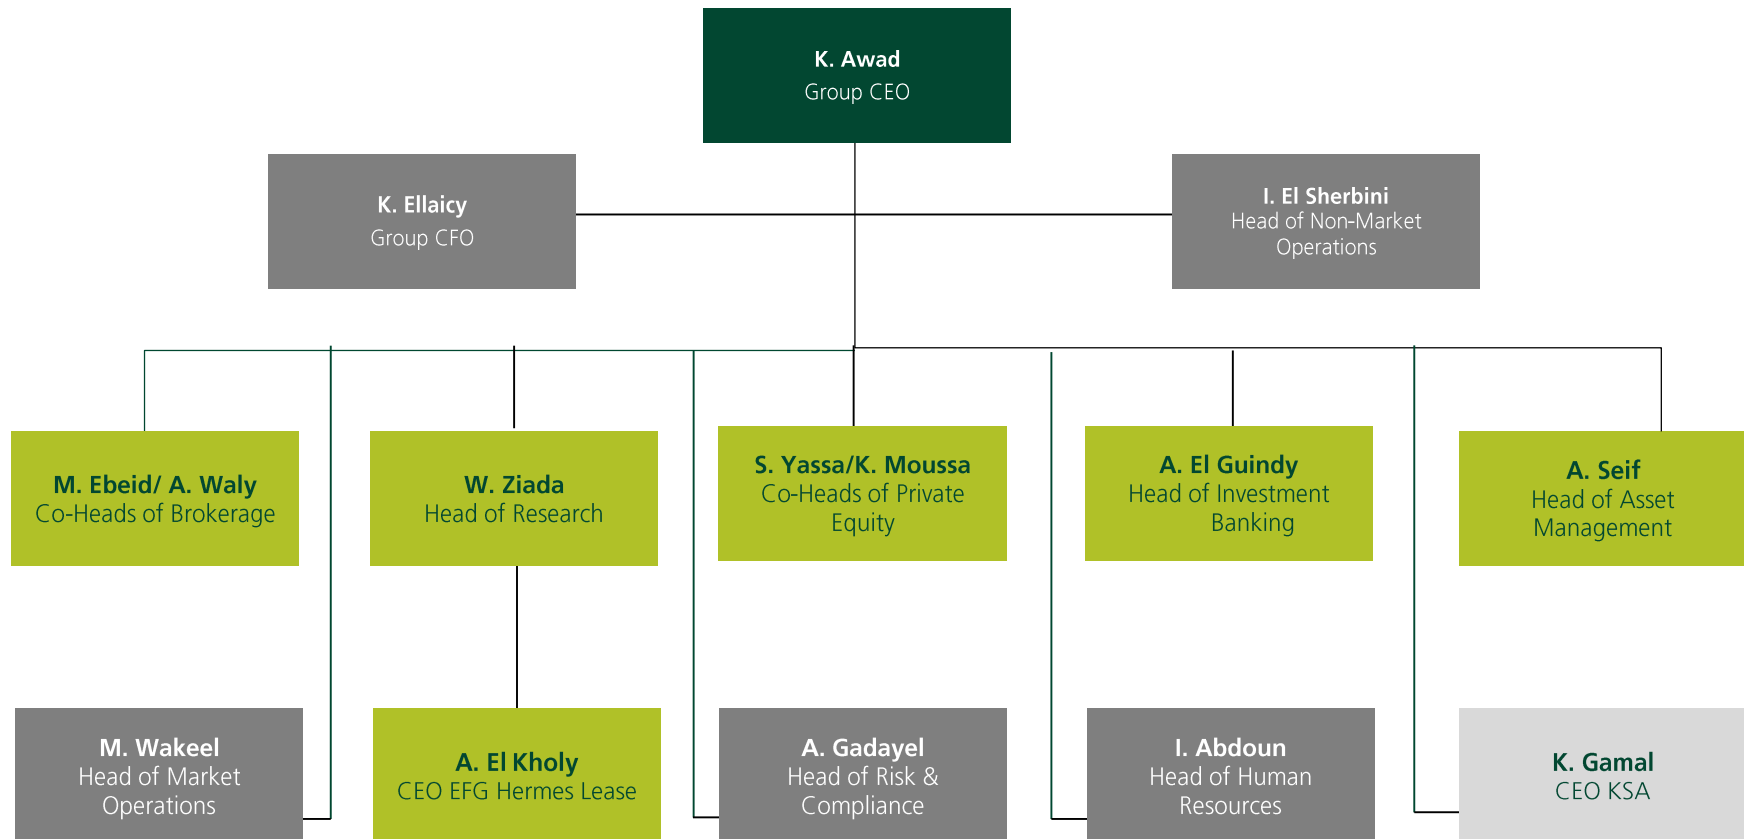 K. Awad
Group CEO
K. Ellaicy
Group CFO
I. El Sherbini
Head of Non-Market
Operations
M. Ebeid/ A. Waly
Co-Heads of Brokerage
W. Ziada
Head of Research
S. Yassa/K. Moussa
Co-Heads of Private
Equity
A. El Guindy
Head of Investment
Banking
A. Seif
Head of Asset
Management
M. Wakeel
Head of Market
Operations
A. El Kholy
CEO EFG Hermes Lease
A. Gadayel
Head of Risk &
Compliance
I. Abdoun
Head of Human
Resources
K. Gamal
CEO KSA